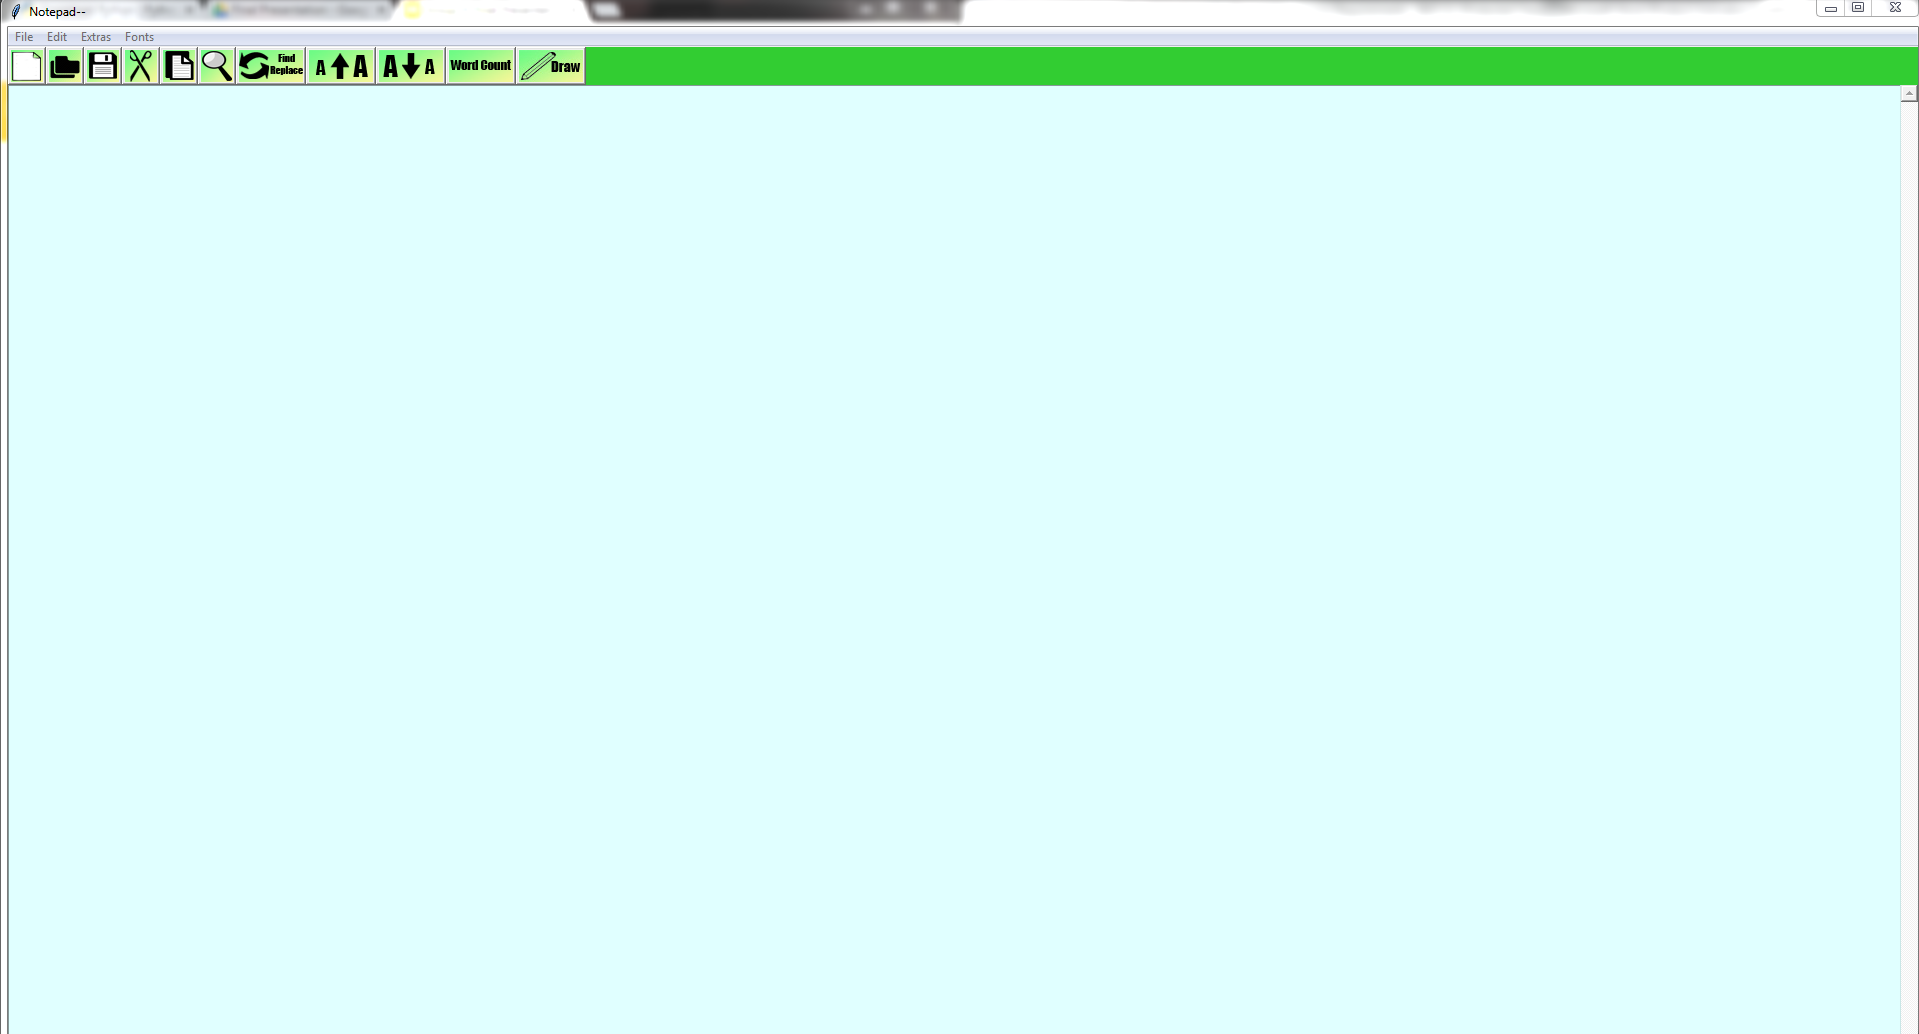 Notepad--
File Edit Extras Fonts
Find
Replace
A A
A A
Word Count
Draw